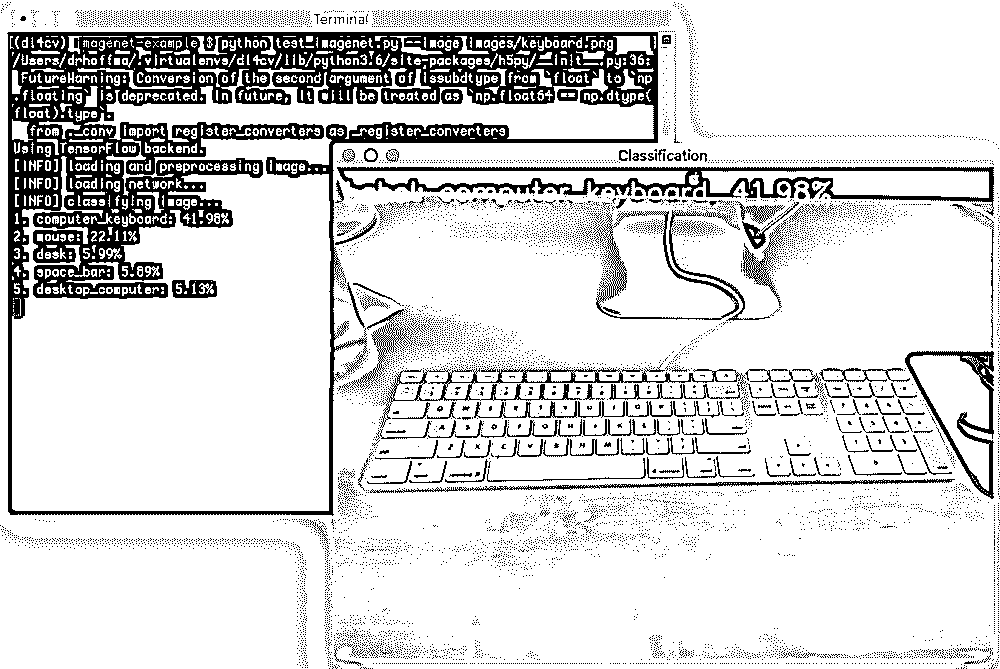 Terminal
(dl4cv) imagenet-example $ python test_imagenet.py --image images/keyboard.png
/Users/drhoffma/.virtualenvs/dl4cv/lib/python3.6/site-packages/h5py/__init__.py:36:
FutureWarning: Conversion of the second argument of issubdtype from `float` to `np
.floating` is deprecated. In future, it will be treated as `np.float64 == np.dtype(
float).type`.
from ._conv import register_converters as _register_converters
Using TensorFlow backend.
[INFO] loading and preprocessing image...
[INFO] loading network...
[INFO] classifying image...
1. computer_keyboard: 41.98%
2. mouse: 22.11%
3. desk: 5.99%
4. space_bar: 5.89%
5. desktop_computer: 5.13%
Classification
computer_keyboard, 41.98%